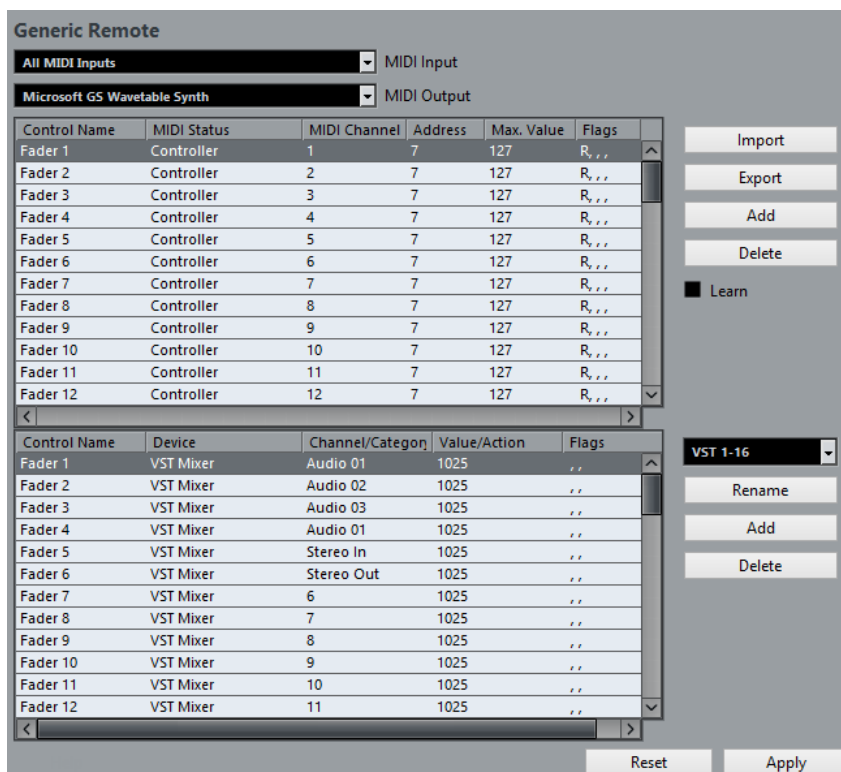 Generic Remote
All MIDI Inputs MIDI Input
Microsoft GS Wavetable Synth MIDI Output
Control Name MIDI Status MIDI Channel Address Max. Value Flags
Fader 1 Controller 1 7 127 R, , ,
Fader 2 Controller 2 7 127 R, , ,
Fader 3 Controller 3 7 127 R, , ,
Fader 4 Controller 4 7 127 R, , ,
Fader 5 Controller 5 7 127 R, , ,
Fader 6 Controller 6 7 127 R, , ,
Fader 7 Controller 7 7 127 R, , ,
Fader 8 Controller 8 7 127 R, , ,
Fader 9 Controller 9 7 127 R, , ,
Fader 10 Controller 10 7 127 R, , ,
Fader 11 Controller 11 7 127 R, , ,
Fader 12 Controller 12 7 127 R, , ,
Import
Export
Add
Delete
Learn
Control Name Device Channel/Categor Value/Action Flags
Fader 1 VST Mixer Audio 01 1025 , ,
Fader 2 VST Mixer Audio 02 1025 , ,
Fader 3 VST Mixer Audio 03 1025 , ,
Fader 4 VST Mixer Audio 01 1025 , ,
Fader 5 VST Mixer Stereo In 1025 , ,
Fader 6 VST Mixer Stereo Out 1025 , ,
Fader 7 VST Mixer 6 1025 , ,
Fader 8 VST Mixer 7 1025 , ,
Fader 9 VST Mixer 8 1025 , ,
Fader 10 VST Mixer 9 1025 , ,
Fader 11 VST Mixer 10 1025 , ,
Fader 12 VST Mixer 11 1025 , ,
VST 1-16
Rename
Add
Delete
Reset Apply